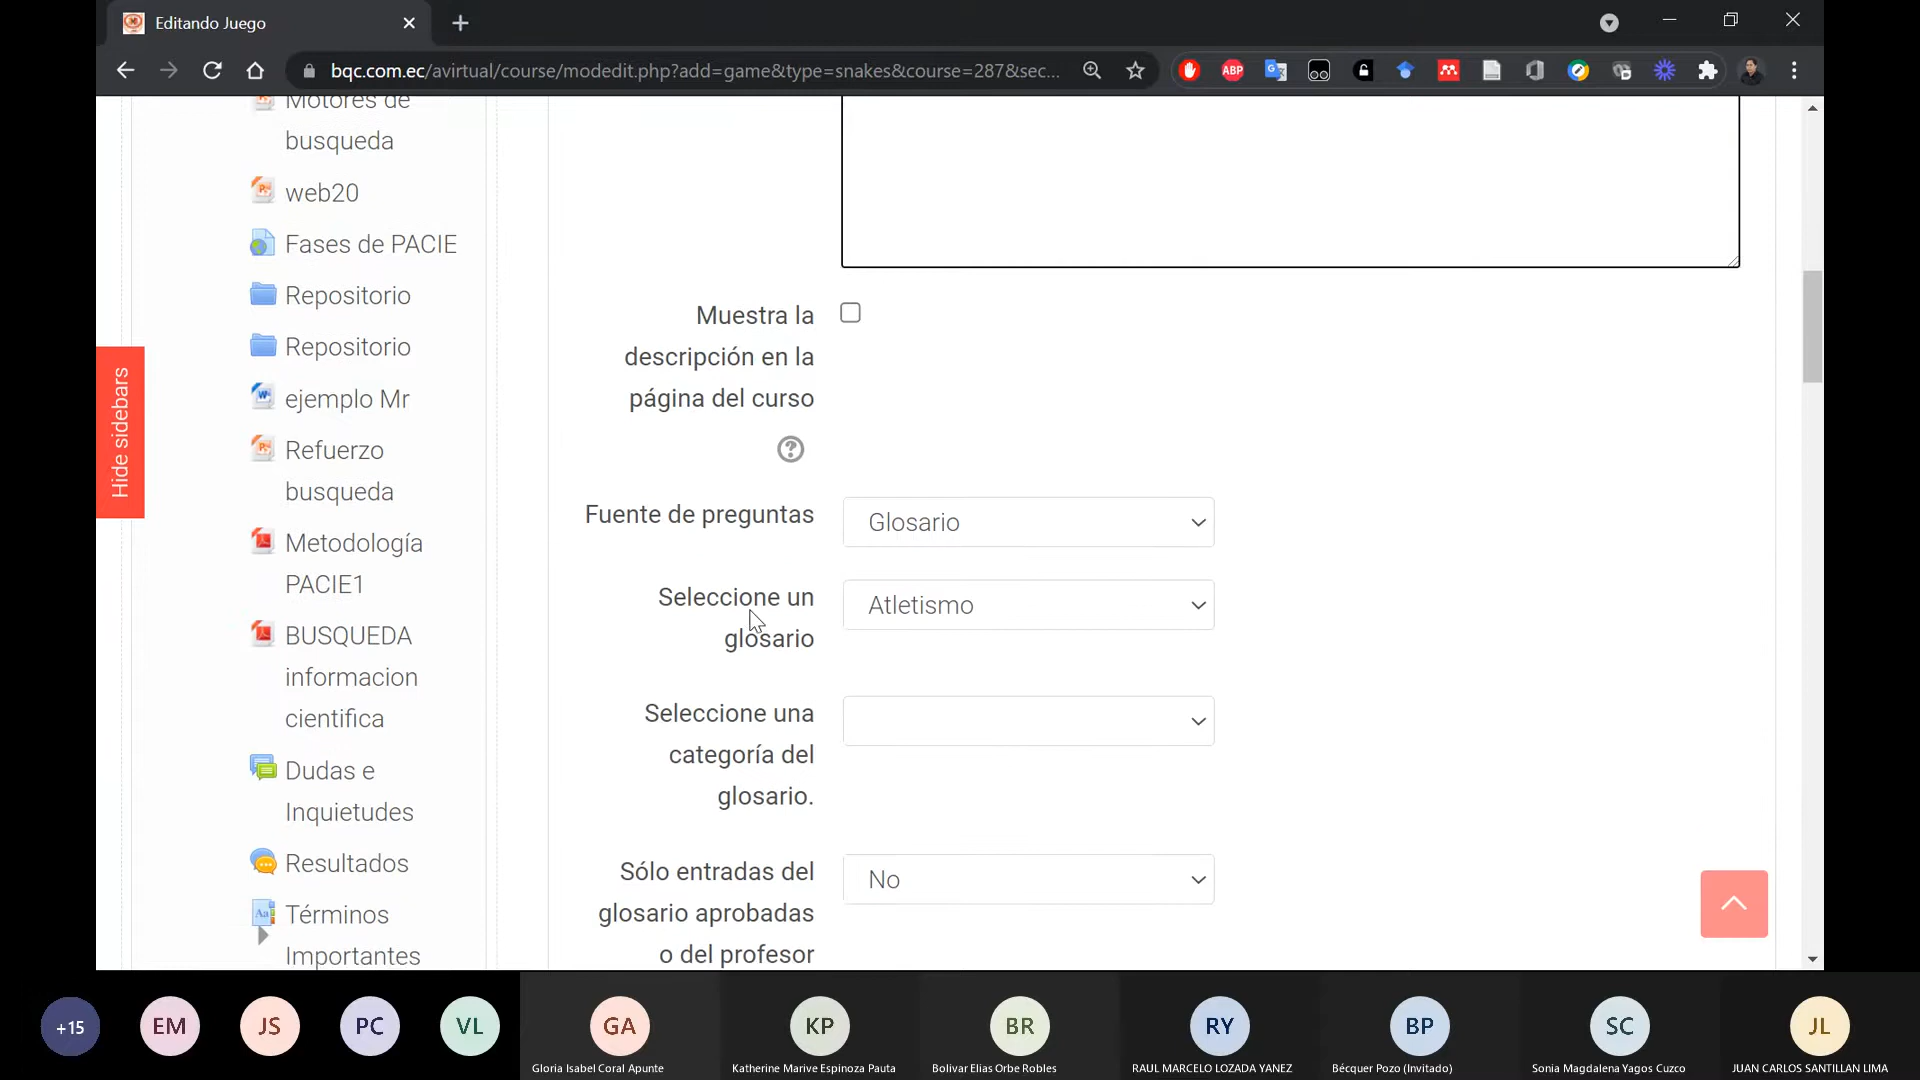 Editando Juego
bqc.com.ec/avirtual/course/modedit.php?add=game&type=snakes&course=287&sec...
ABP
Motores de
busqueda
web20
Fases de PACIE
Repositorio
Repositorio
ejemplo Mr
Refuerzo
busqueda
Metodología
PACIE1
BUSQUEDA
informacion
cientifica
Dudas e
Inquietudes
Resultados
Términos
Importantes
Hide sidebars
Muestra la
descripción en la
página del curso
Fuente de preguntas
Glosario
Seleccione un
glosario
Atletismo
Seleccione una
categoría del
glosario.
Sólo entradas del
glosario aprobadas
o del profesor
No
+15
EM
JS
PC
VL
GA
KP
BR
RY
BP
SC
JL
Gloria Isabel Coral Apunte
Katherine Marive Espinoza Pauta
Bolivar Elias Orbe Robles
RAUL MARCELO LOZADA YANEZ
Bécquer Pozo (Invitado)
Sonia Magdalena Yagos Cuzco
JUAN CARLOS SANTILLAN LIMA